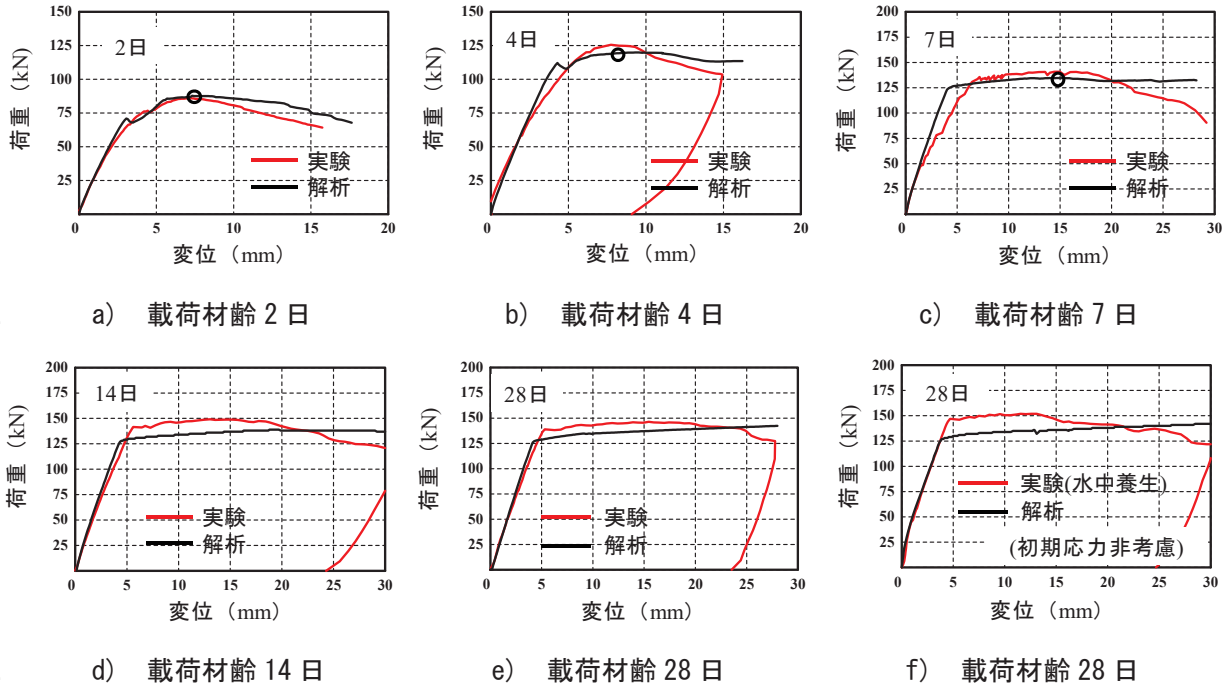 荷重 (kN)
150
125
100
75
50
25
2日
実験
解析
0
5
10
15
20
変位 (mm)
a) 載荷材齢 2 日
荷重 (kN)
150
125
100
75
50
25
4日
実験
解析
0
5
10
15
20
変位 (mm)
b) 載荷材齢 4 日
荷重 (kN)
200
175
150
125
100
75
50
25
7日
実験
解析
0
5
10
15
20
25
30
変位 (mm)
c) 載荷材齢 7 日
荷重 (kN)
200
175
150
125
100
75
50
25
14日
実験
解析
0
5
10
15
20
25
30
変位 (mm)
d) 載荷材齢 14 日
荷重 (kN)
200
175
150
125
100
75
50
25
28日
実験
解析
0
5
10
15
20
25
30
変位 (mm)
e) 載荷材齢 28 日
荷重 (kN)
200
175
150
125
100
75
50
25
28日
実験(水中養生)
解析
(初期応力非考慮)
0
5
10
15
20
25
30
変位 (mm)
f) 載荷材齢 28 日